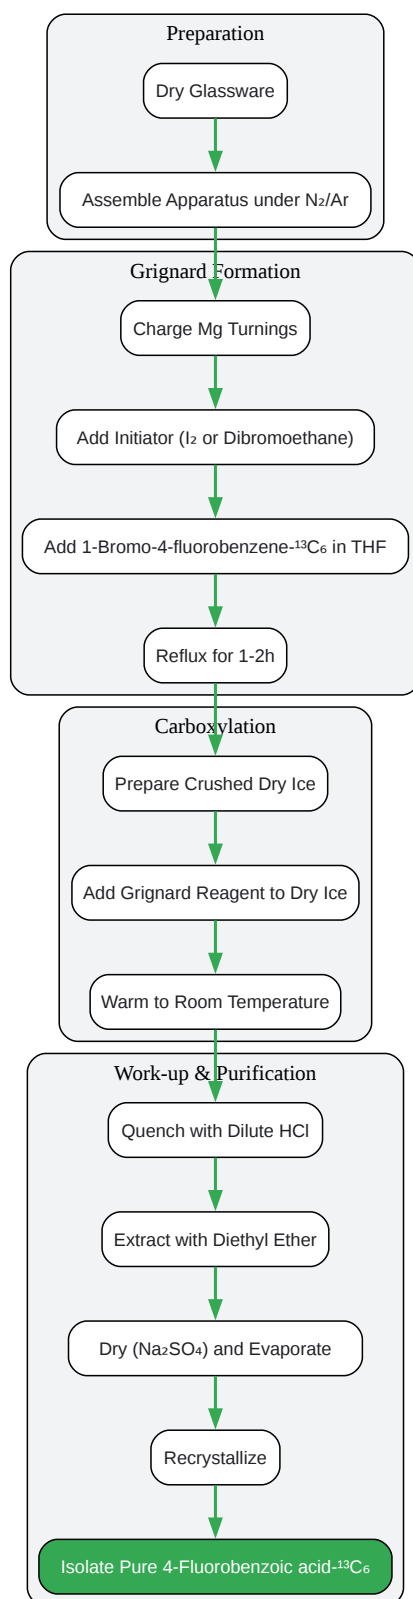 Preparation
Dry Glassware
Assemble Apparatus under N₂/Ar
Grignard Formation
Charge Mg Turnings
Add Initiator (I₂ or Dibromoethane)
Add 1-Bromo-4-fluorobenzene-¹³C₆ in THF
Reflux for 1-2h
Carboxylation
Prepare Crushed Dry Ice
Add Grignard Reagent to Dry Ice
Warm to Room Temperature
Work-up & Purification
Quench with Dilute HCl
Extract with Diethyl Ether
Dry (Na₂SO₄) and Evaporate
Recrystallize
Isolate Pure 4-Fluorobenzoic acid-¹³C₆